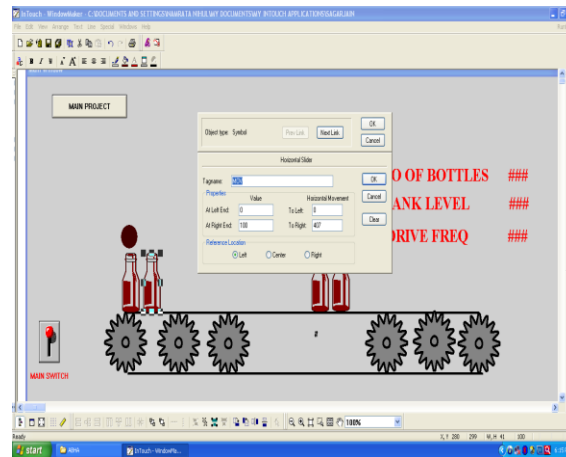 InTouch - WindowMaker - C:\DOCUMENTS AND SETTINGS\NAMRATA NIHUL\MY DOCUMENTS\MY INTOUCH APPLICATIONS\SAGAR.MAIN
File Edit View Arrange Text Line Special Windows Help
MAIN PROJECT
Object type: Symbol
Prev Link
Next Link
OK
Cancel
Horizontal Slider
Tagname:
OK
Properties
Value
Horizontal Movement
Cancel
At Left End: 0
To Left: 0
At Right End: 100
To Right: 407
Clear
Reference Location
Left
Center
Right
O OF BOTTLES ###
ANK LEVEL ###
DRIVE FREQ ###
#
MAIN SWITCH
100%
Ready
X, Y 280 299 W, H 41 100
start
InTouch - WindowMa...